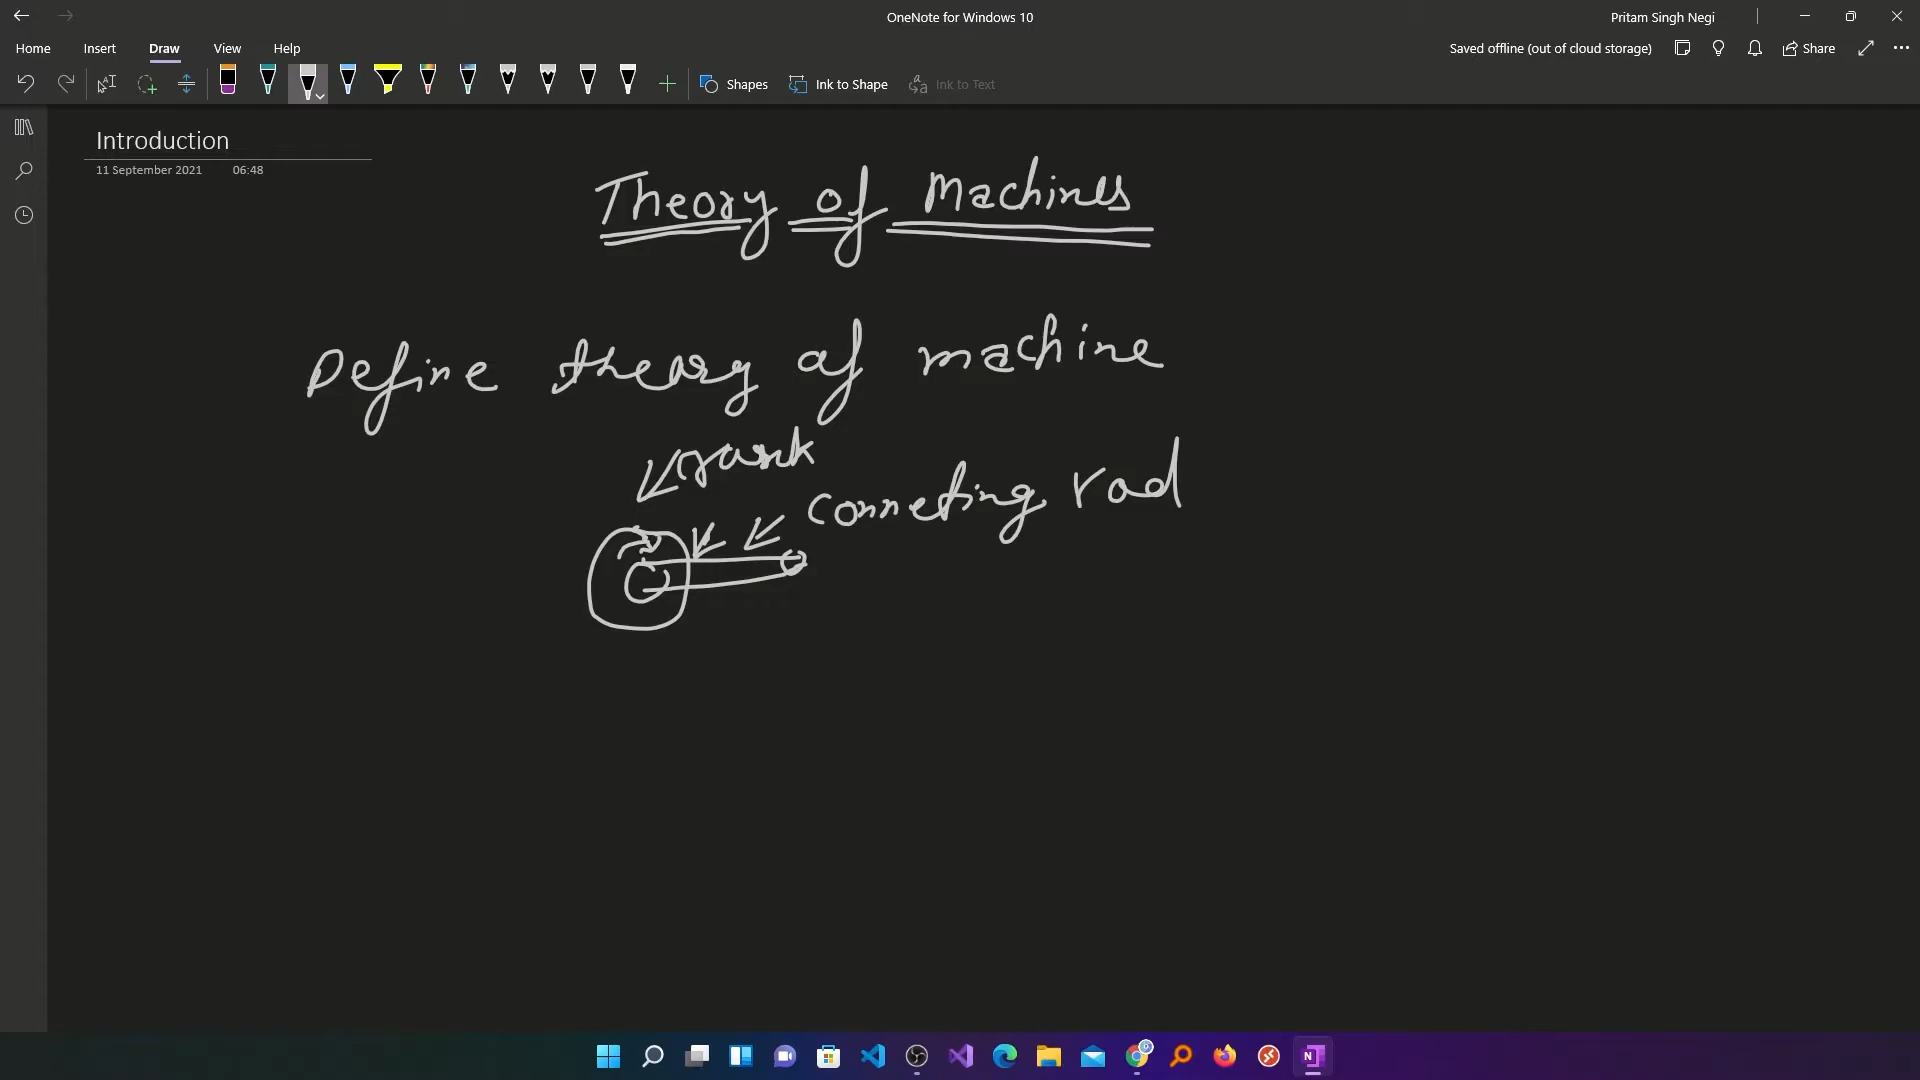 OneNote for Windows 10
Pritam Singh Negi
Home Insert Draw View Help
Saved offline (out of cloud storage)
Share
Shapes
Ink to Shape
Ink to Text
Introduction
11 September 2021 06:48
Theory of Machines
Define theory of machine
Crank
Conneting rod